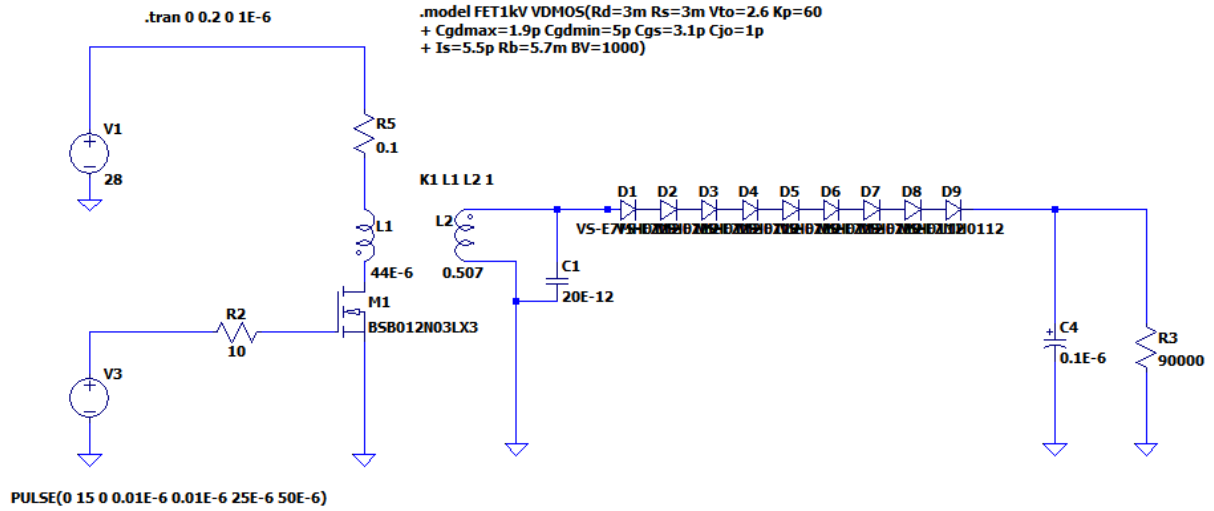 .tran 0 0.2 0 1E-6
.model FET1kV VDMOS(Rd=3m Rs=3m Vto=2.6 Kp=60
+ Cgdmax=1.9p Cgdmin=5p Cgs=3.1p Cjo=1p
+ Is=5.5p Rb=5.7m BV=1000)
V1
28
R5
0.1
K1 L1 L2 1
L1
44E-6
L2
0.507
D1 D2 D3 D4 D5 D6 D7 D8 D9
C1
20E-12
M1
BSB012N03LX3
R2
10
V3
C4
0.1E-6
R3
90000
PULSE(0 15 0 0.01E-6 0.01E-6 25E-6 50E-6)